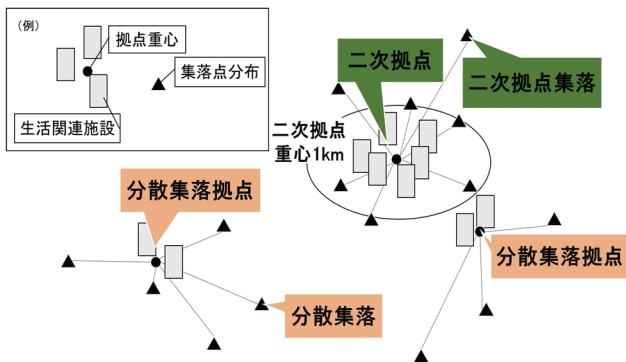 （例）
拠点重心
集落点分布
生活関連施設
二次拠点
二次拠点集落
二次拠点
重心1km
分散集落拠点
分散集落拠点
分散集落